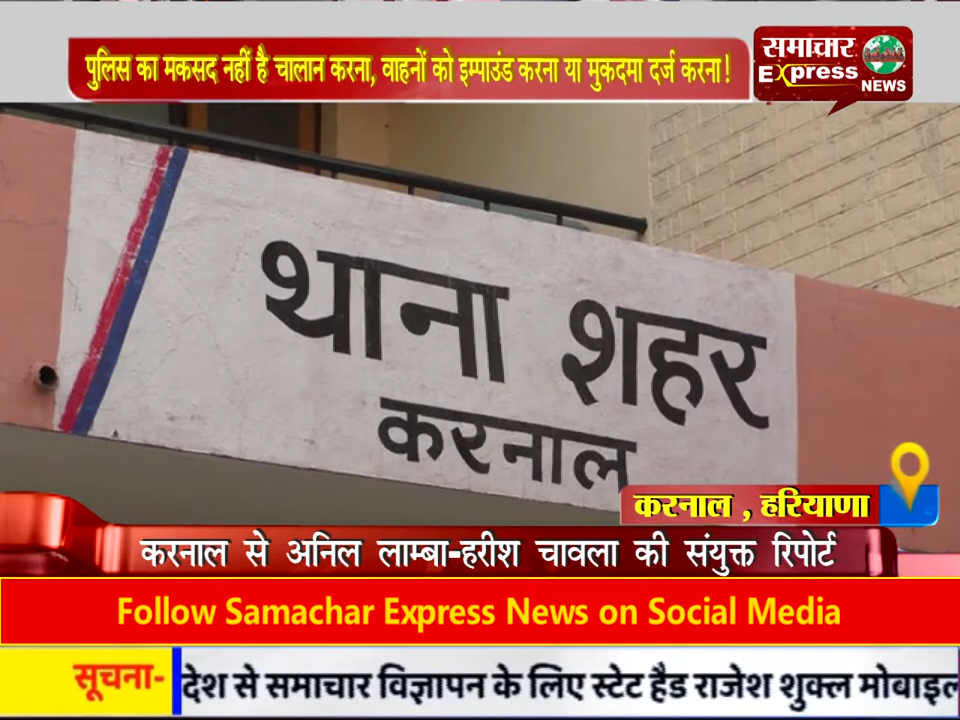 पुलिस का मकसद नहीं है चालान करना, वाहनों को इम्पाउंड करना या मुकदमा दर्ज करना!
समाचार
Express
NEWS
थाना शहर
करनाल
करनाल , हरियाणा
करनाल से अनिल लाम्बा-हरीश चावला की संयुक्त रिपोर्ट
Follow Samachar Express News on Social Media
सूचना- देश से समाचार विज्ञापन के लिए स्टेट हैड राजेश शुक्ल मोबाइल